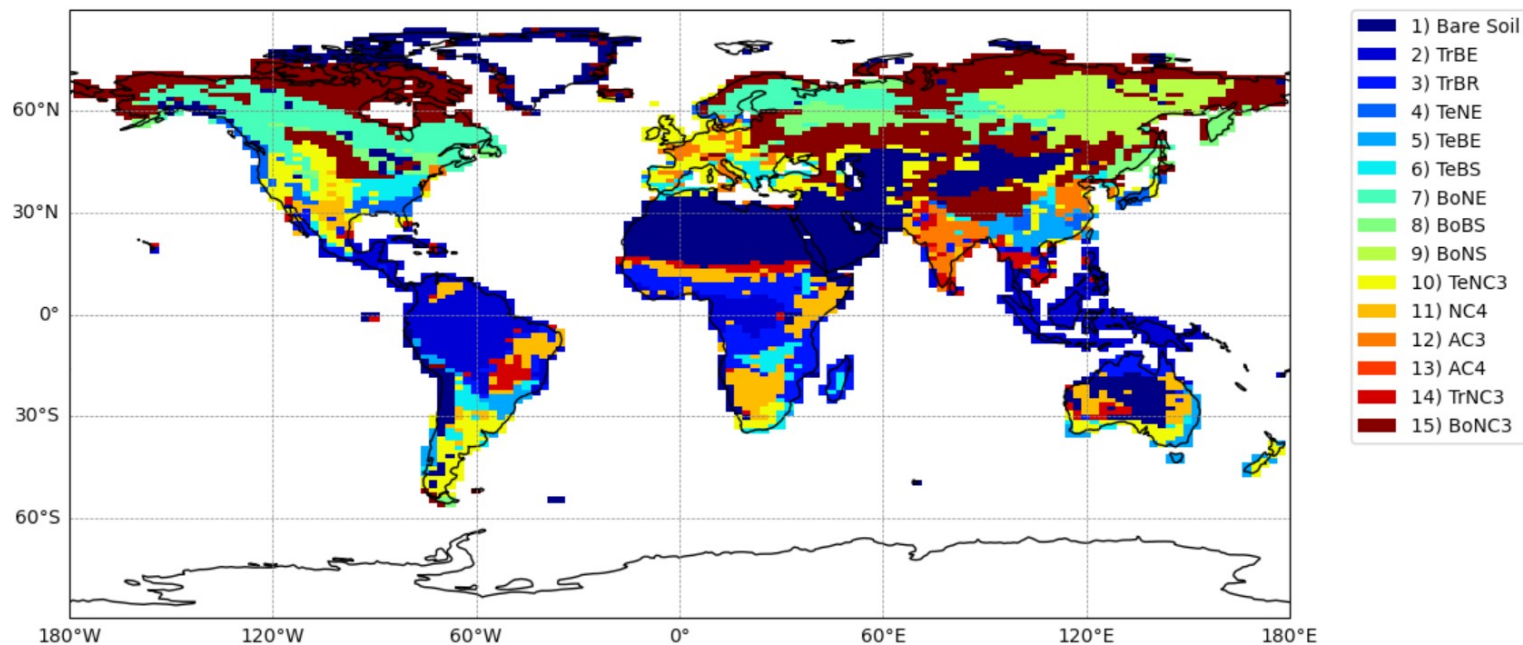 1) Bare Soil
2) TrBE
3) TrBR
4) TeNE
5) TeBE
6) TeBS
7) BoNE
8) BoBS
9) BoNS
10) TeNC3
11) NC4
12) AC3
13) AC4
14) TrNC3
15) BoNC3
60°N
30°N
0°
30°S
60°S
180°W 120°W 60°W 0° 60°E 120°E 180°E